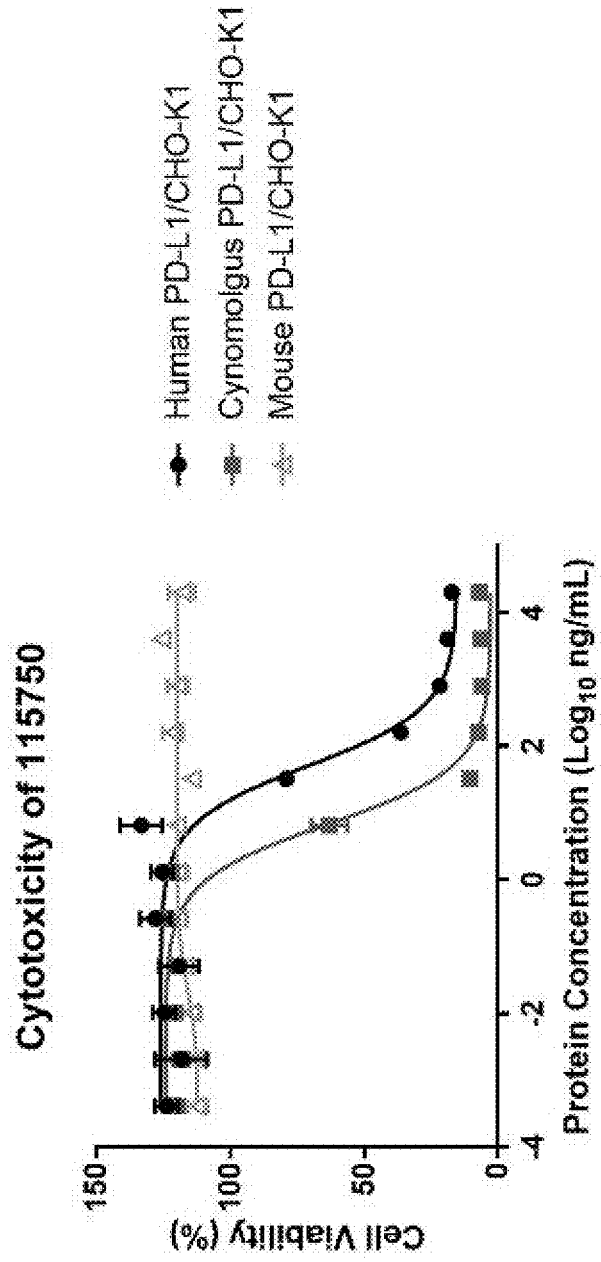 Cytotoxicity of 115750
Cell Viability (%)
150
100
50
0
-4
-2
0
2
4
Protein Concentration (Log10 ng/mL)
Human PD-L1/CHO-K1
Cynomolgus PD-L1/CHO-K1
Mouse PD-L1/CHO-K1